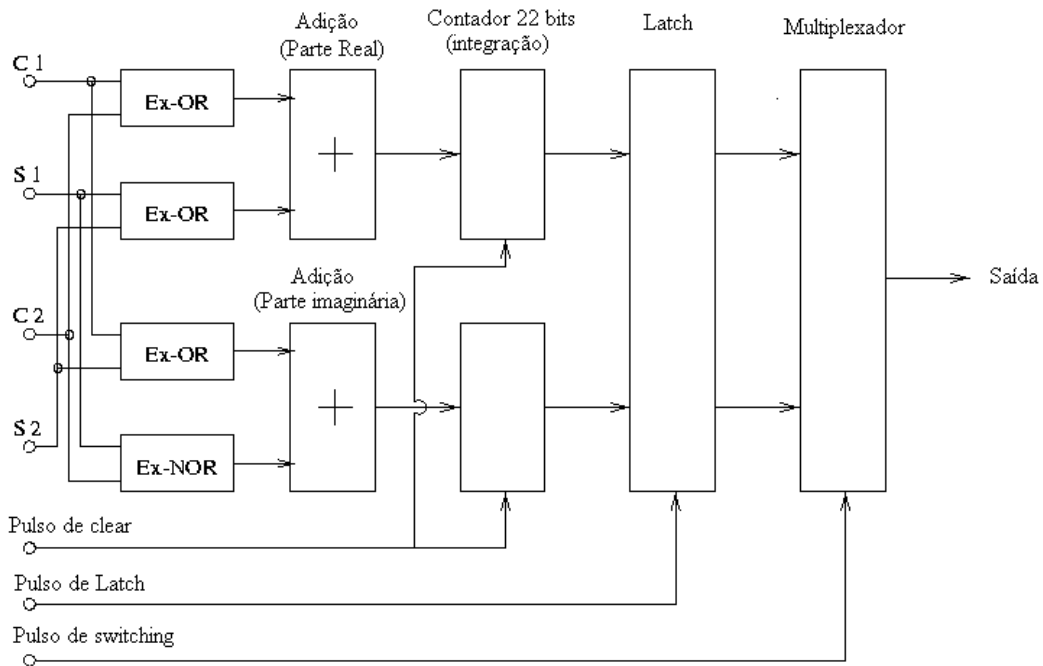 Adição
(Parte Real)
Contador 22 bits
(integração)
Latch
Multiplexador
C 1
Ex-OR
S 1
Ex-OR
Adição
(Parte imaginária)
Saída
C 2
Ex-OR
S 2
Ex-NOR
Pulso de clear
Pulso de Latch
Pulso de switching